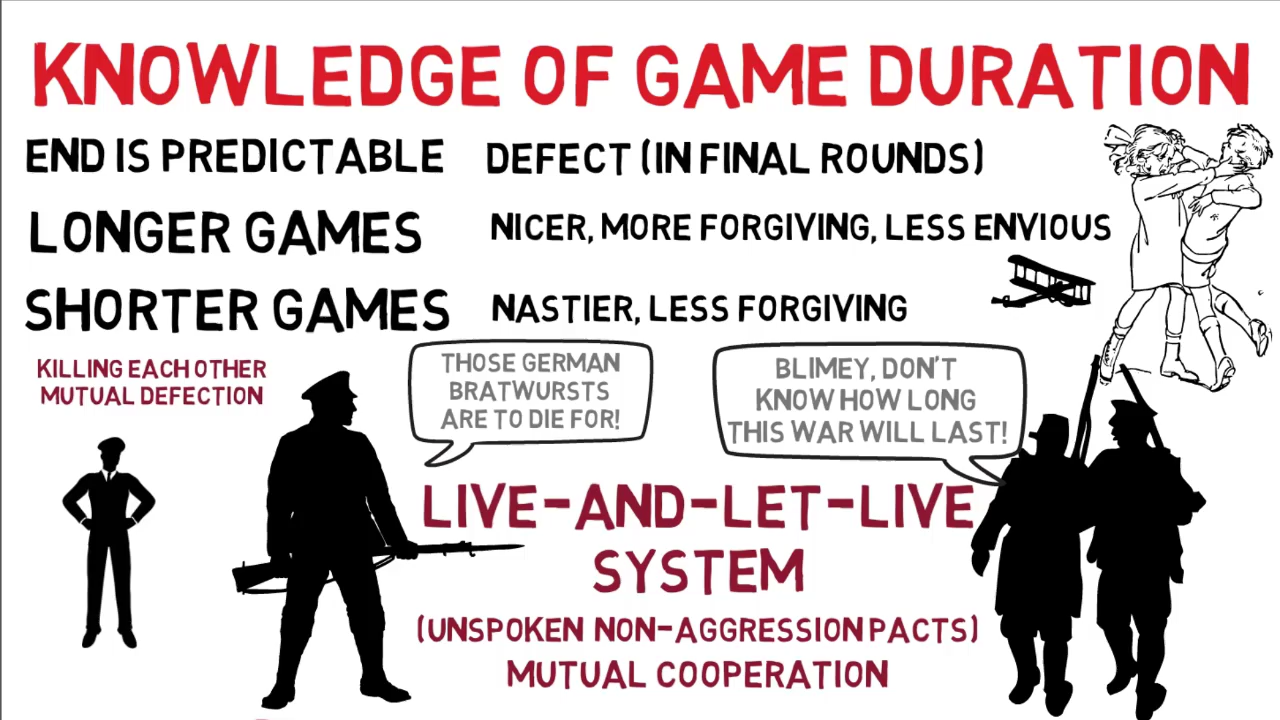 KNOWLEDGE OF GAME DURATION
END IS PREDICTABLE DEFECT (IN FINAL ROUNDS)
LONGER GAMES NICER, MORE FORGIVING, LESS ENVIOUS
SHORTER GAMES NASTIER, LESS FORGIVING
KILLING EACH OTHER
MUTUAL DEFECTION
THOSE GERMAN
BRATWURSTS
ARE TO DIE FOR!
BLIMEY, DON'T
KNOW HOW LONG
THIS WAR WILL LAST!
LIVE-AND-LET-LIVE
SYSTEM
(UNSPOKEN NON-AGGRESSION PACTS)
MUTUAL COOPERATION